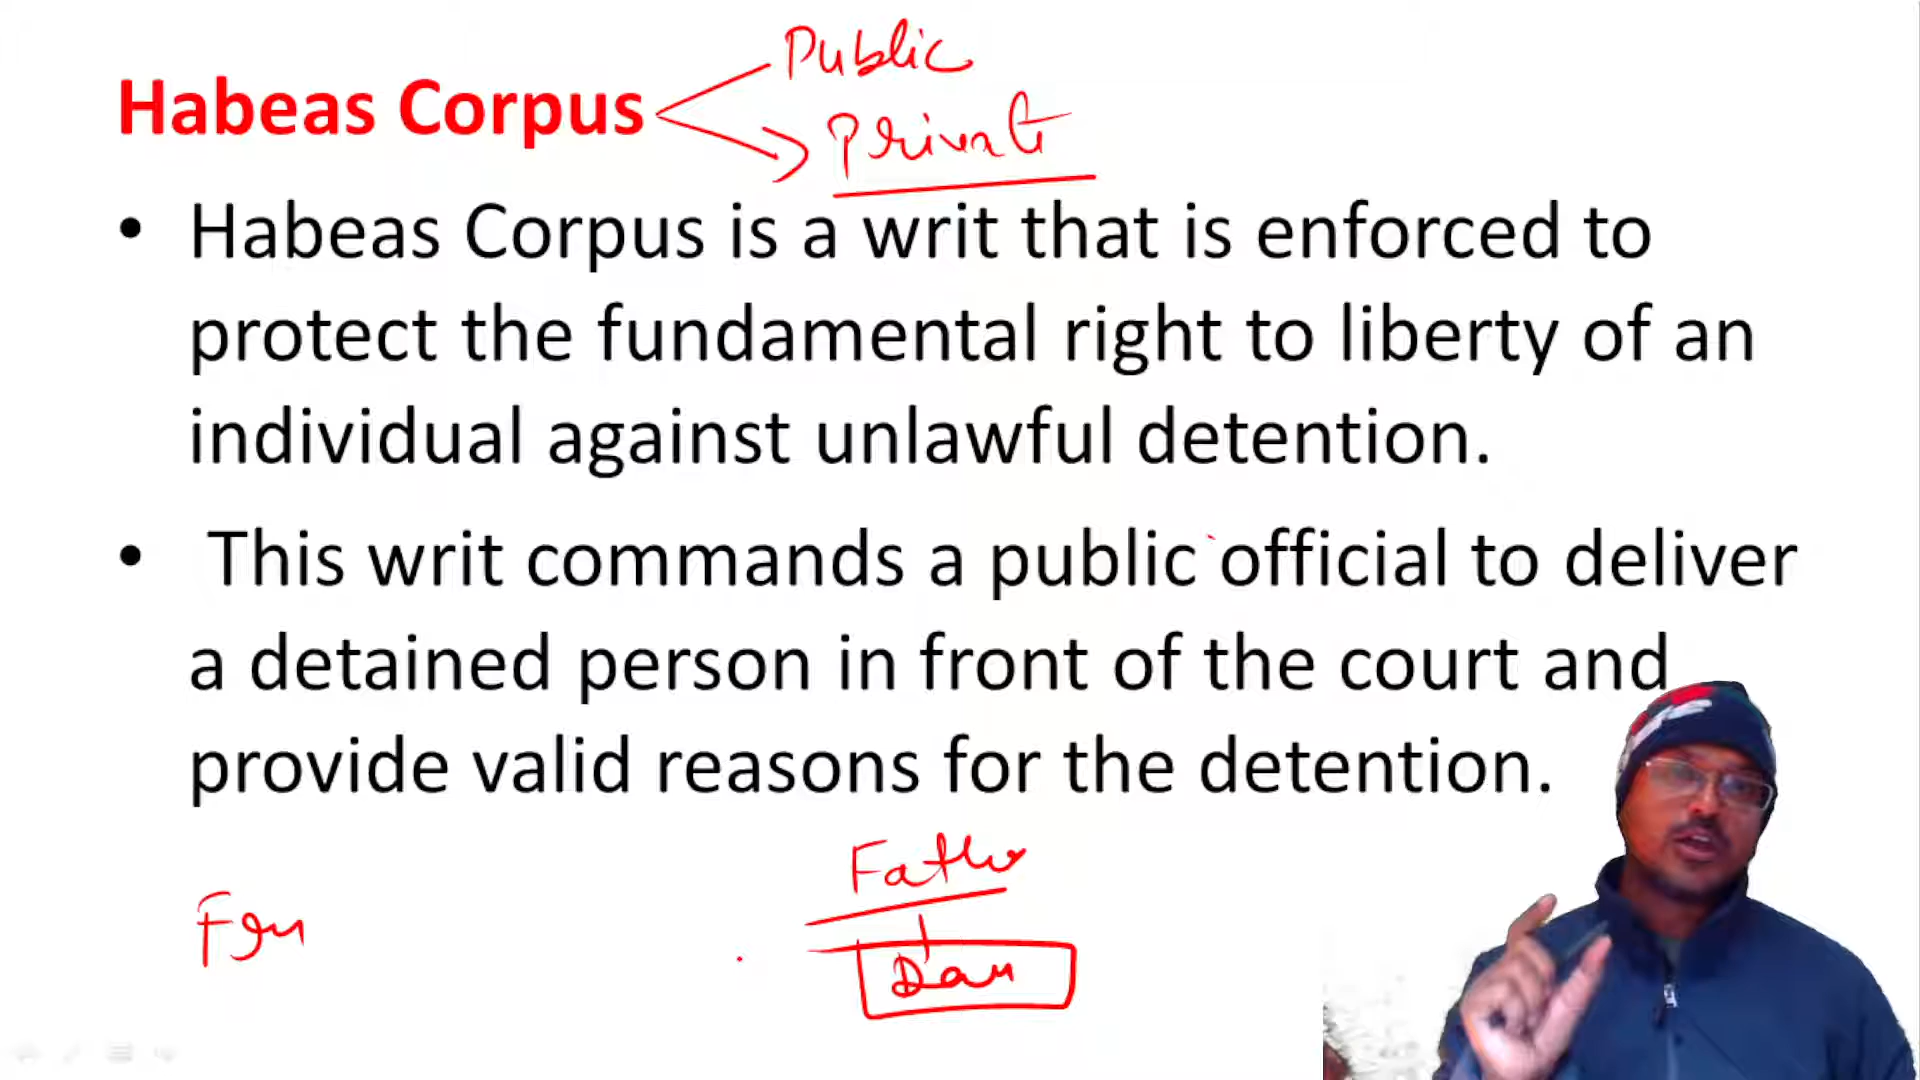 Public
Habeas Corpus
Private
• Habeas Corpus is a writ that is enforced to
protect the fundamental right to liberty of an
individual against unlawful detention.
• This writ commands a public official to deliver
a detained person in front of the court and
provide valid reasons for the detention.
Father
Dau